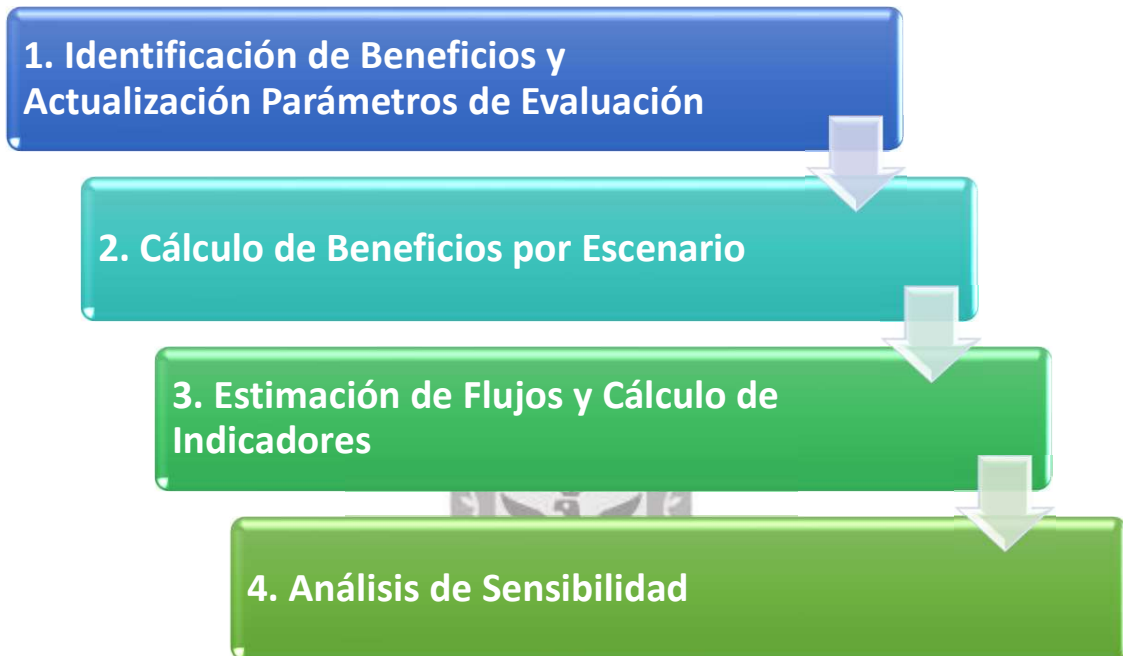 1. Identificación de Beneficios y
Actualización Parámetros de Evaluación
2. Cálculo de Beneficios por Escenario
3. Estimación de Flujos y Cálculo de
Indicadores
4. Análisis de Sensibilidad